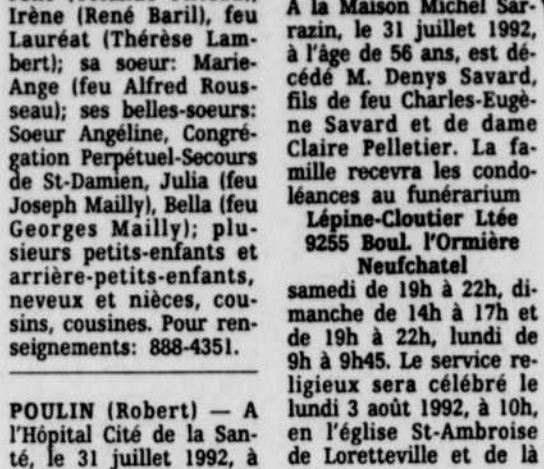 Irène (René Baril), feu
Lauréat (Thérèse Lam-
bert); sa soeur: Marie-
Ange (feu Alfred Rous-
seau); ses belles-soeurs:
Soeur Angéline, Congré-
gation Perpétuel-Secours
de St-Damien, Julia (feu
Joseph Mailly), Bella (feu
Georges Mailly); plu-
sieurs petits-enfants et
arrière-petits-enfants,
neveux et nièces, cou-
sins, cousines. Pour ren-
seignements: 888-4351.
POULIN (Robert) — A
l'Hôpital Cité de la San-
té, le 31 juillet 1992, à
A la Maison Michel Sar-
razin, le 31 juillet 1992,
à l'âge de 56 ans, est dé-
cédé M. Denys Savard,
fils de feu Charles-Eugè-
ne Savard et de dame
Claire Pelletier. La fa-
mille recevra les condo-
léances au funérarium
Lépine-Cloutier Ltée
9255 Boul. l'Ormière
Neufchatel
samedi de 19h à 22h, di-
manche de 14h à 17h et
de 19h à 22h, lundi de
9h à 9h45. Le service re-
ligieux sera célébré le
lundi 3 août 1992, à 10h,
en l'église St-Ambroise
de Loretteville et de là